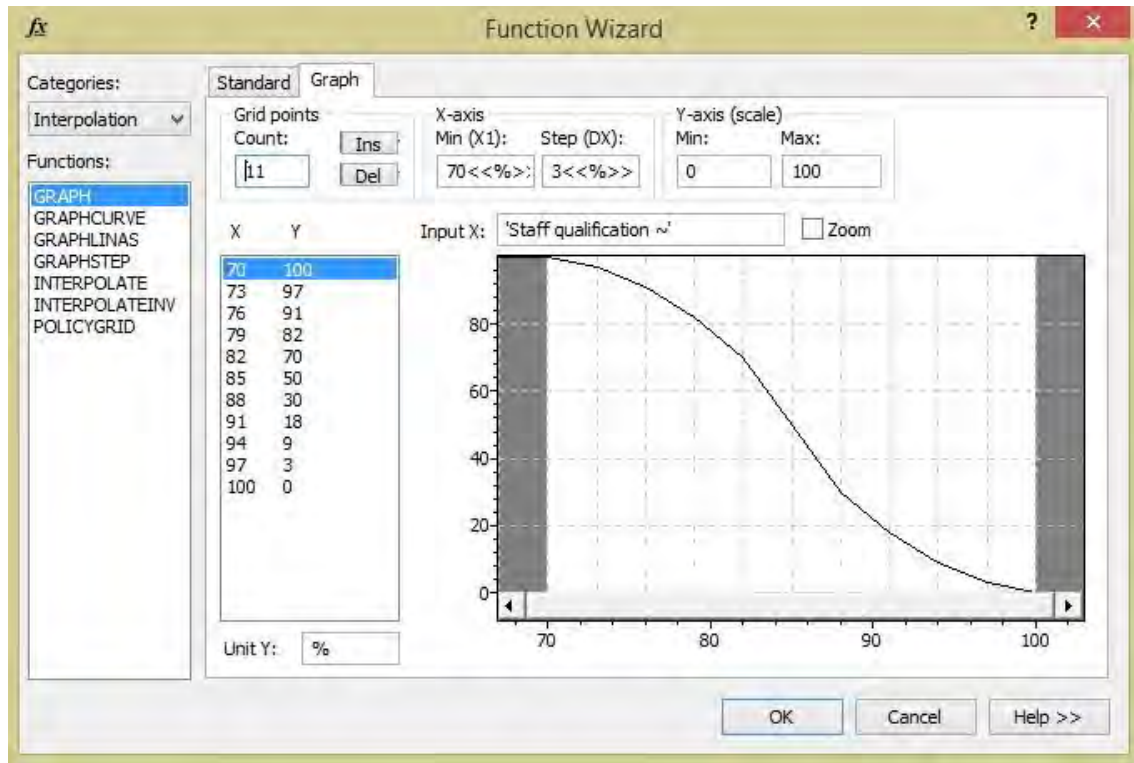 fx Function Wizard ? ×
Categories:
Interpolation
Functions:
GRAPH
GRAPHCURVE
GRAPHLINAS
GRAPHSTEP
INTERPOLATE
INTERPOLATEINV
POLICYGRID
Standard Graph
Grid points
Count:
11
Ins
Del
X-axis
Min (X1): Step (DX):
70<<%>: 3<<%>>
Y-axis (scale)
Min: Max:
0 100
X Y
70 100
73 97
76 91
79 82
82 70
85 50
88 30
91 18
94 9
97 3
100 0
Unit Y: %
Input X: 'Staff qualification ~' Zoom
80
60
40
20
0
70 80 90 100
OK Cancel Help >>